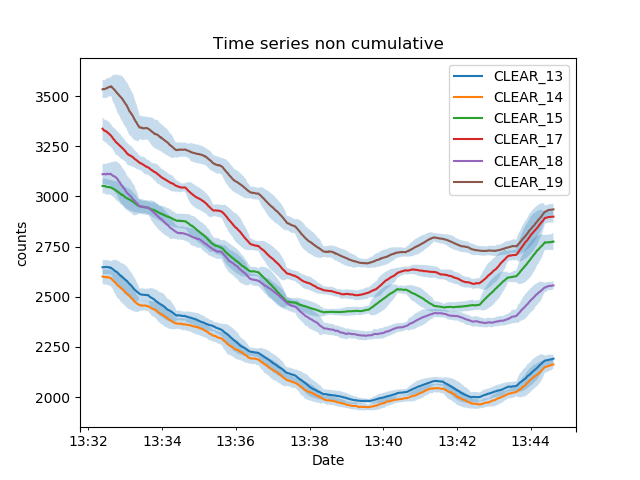 Time series non cumulative
counts
3500
3250
3000
2750
2500
2250
2000
CLEAR_13
CLEAR_14
CLEAR_15
CLEAR_17
CLEAR_18
CLEAR_19
13:32 13:34 13:36 13:38 13:40 13:42 13:44
Date